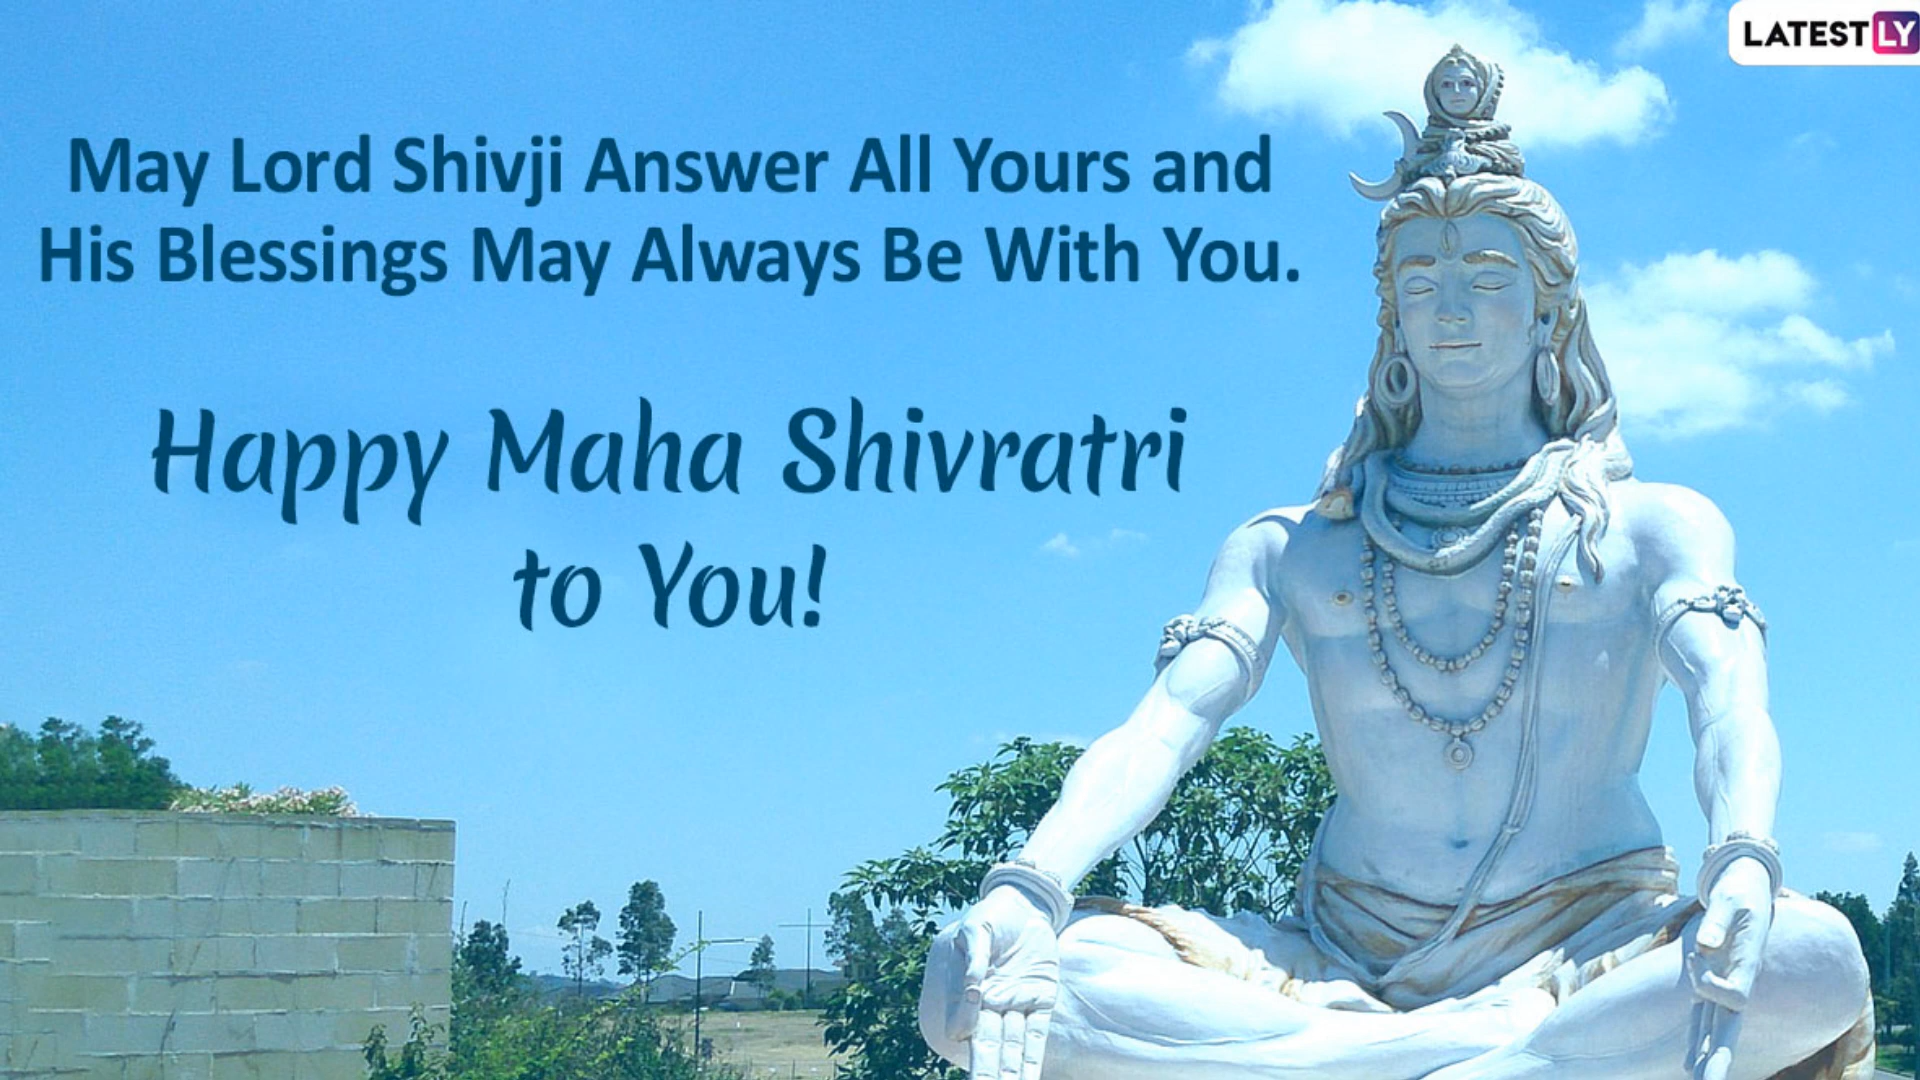 LATESTLY
May Lord Shivji Answer All Yours and
His Blessings May Always Be With You.
Happy Maha Shivratri
to You!